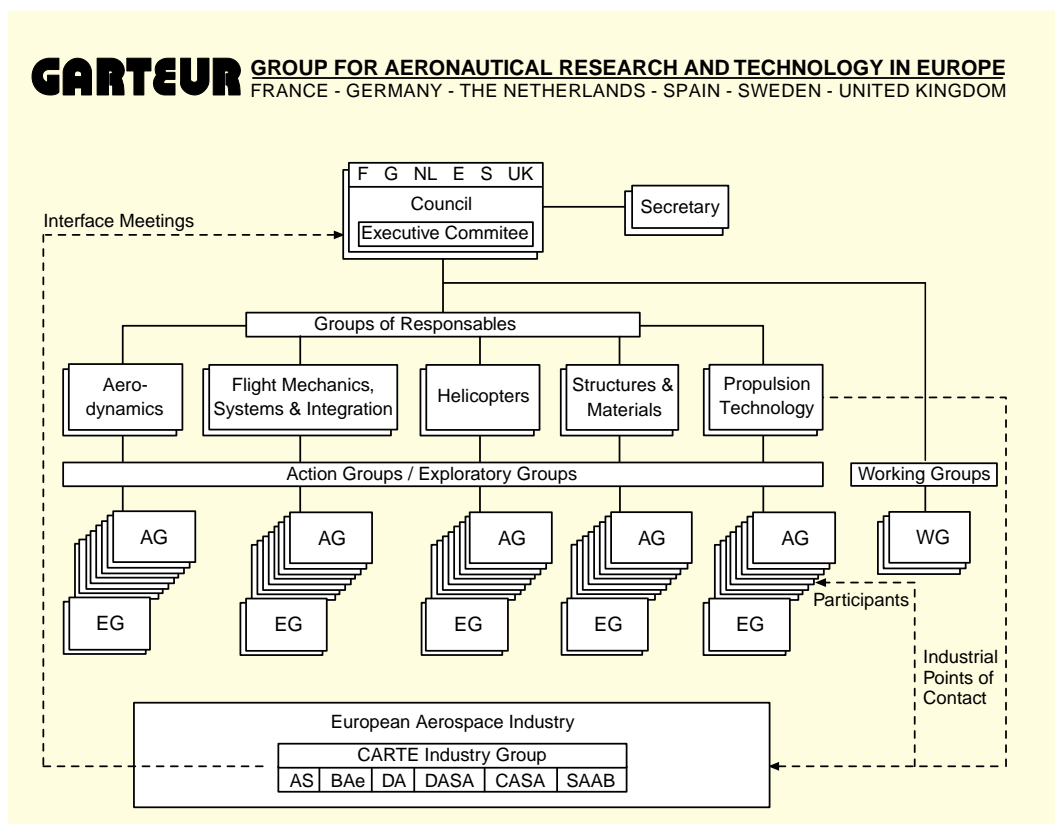 GARTEUR
GROUP FOR AERONAUTICAL RESEARCH AND TECHNOLOGY IN EUROPE
FRANCE - GERMANY - THE NETHERLANDS - SPAIN - SWEDEN - UNITED KINGDOM
F G NL E S UK
Council
Executive Commitee
Secretary
Interface Meetings
Groups of Responsables
Aero-
dynamics
Flight Mechanics,
Systems & Integration
Helicopters
Structures &
Materials
Propulsion
Technology
Action Groups / Exploratory Groups
Working Groups
AG
AG
AG
AG
AG
WG
EG
EG
EG
EG
EG
Participants
Industrial
Points of
Contact
European Aerospace Industry
CARTE Industry Group
AS BAe DA DASA CASA SAAB